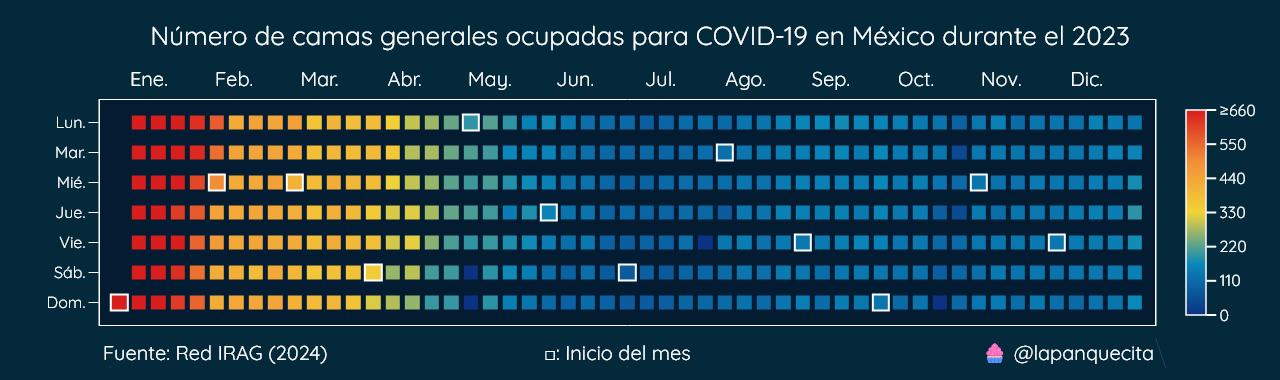 Número de camas generales ocupadas para COVID-19 en México durante el 2023
Ene. Feb. Mar. Abr. May. Jun. Jul. Ago. Sep. Oct. Nov. Dic.
Lun.
Mar.
Mié.
Jue.
Vie.
Sáb.
Dom.
≥660
550
440
330
220
110
0
Fuente: Red IRAG (2024)
□: Inicio del mes
@lapanquecita